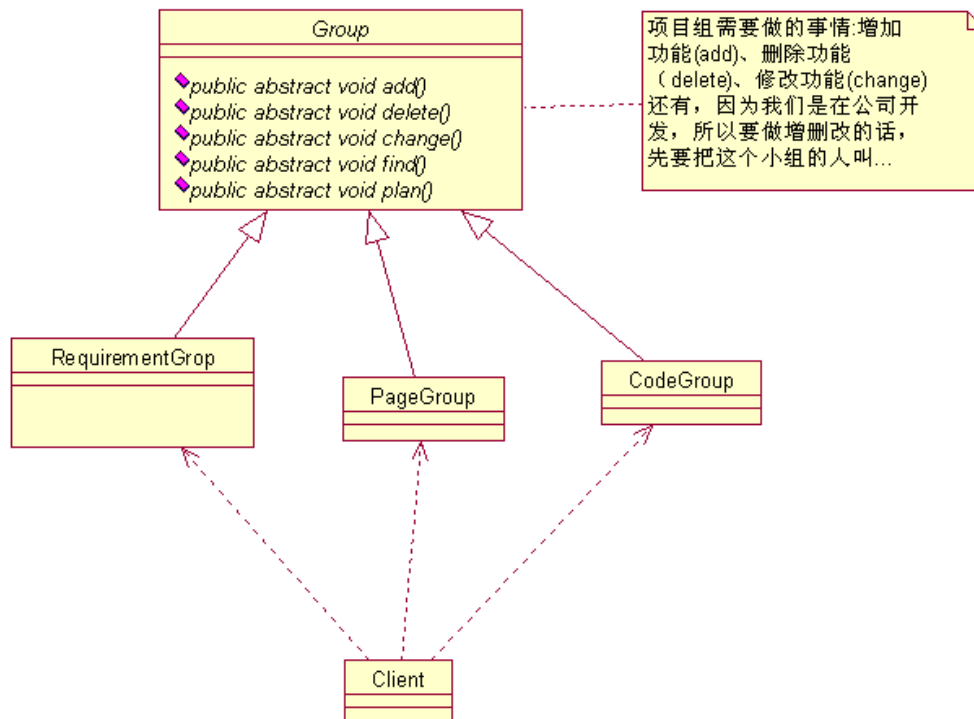 Group
public abstract void add()
public abstract void delete()
public abstract void change()
public abstract void find()
public abstract void plan()
项目组需要做的事情:增加
功能(add)、删除功能
（delete)、修改功能(change)
还有，因为我们是在公司开
发，所以要做增删改的话，
先要把这个小组的人叫...
RequirementGrop
PageGroup
CodeGroup
Client